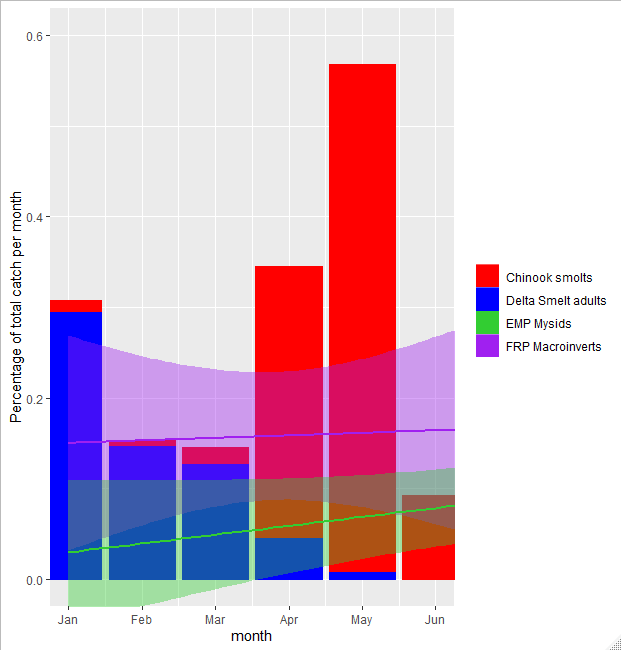 Percentage of total catch per month
0.6
0.4
0.2
0.0
Jan Feb Mar Apr May Jun
month
Chinook smolts
Delta Smelt adults
EMP Mysids
FRP Macroinverts